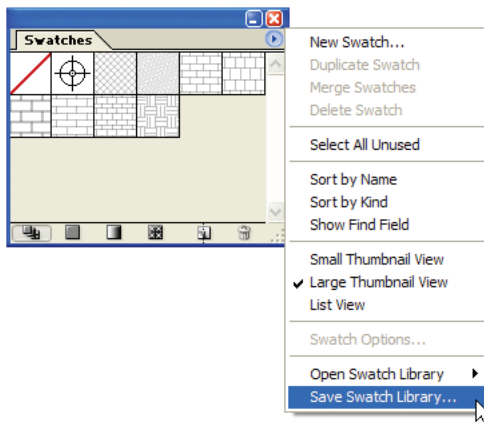 Swatches
New Swatch...
Duplicate Swatch
Merge Swatches
Delete Swatch
Select All Unused
Sort by Name
Sort by Kind
Show Find Field
Small Thumbnail View
Large Thumbnail View
List View
Swatch Options...
Open Swatch Library
Save Swatch Library...